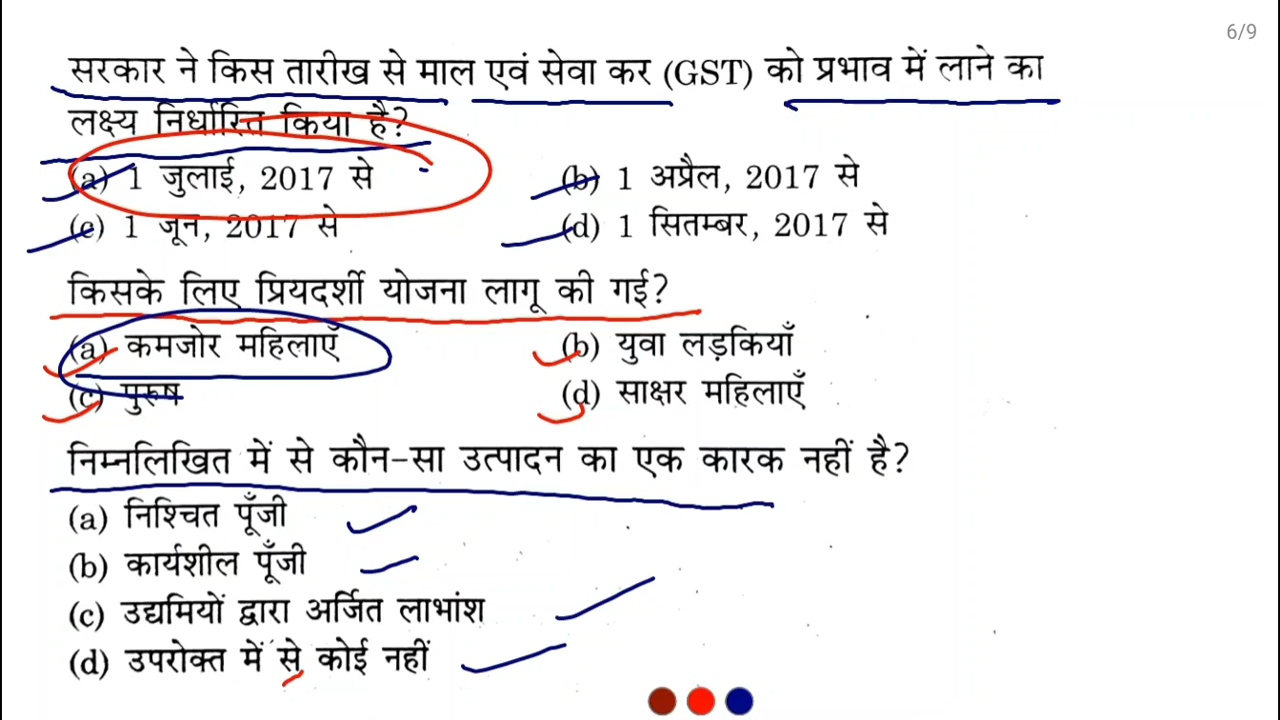 6/9
सरकार ने किस तारीख से माल एवं सेवा कर (GST) को प्रभाव में लाने का
लक्ष्य निर्धारित किया है?
(a) 1 जुलाई, 2017 से (b) 1 अप्रैल, 2017 से
(c) 1 जून, 2017 से (d) 1 सितम्बर, 2017 से
किसके लिए प्रियदर्शी योजना लागू की गई?
(a) कमजोर महिलाएँ (b) युवा लड़कियाँ
(c) पुरुष (d) साक्षर महिलाएँ
निम्नलिखित में से कौन-सा उत्पादन का एक कारक नहीं है?
(a) निश्चित पूँजी
(b) कार्यशील पूँजी
(c) उद्यमियों द्वारा अर्जित लाभांश
(d) उपरोक्त में से कोई नहीं